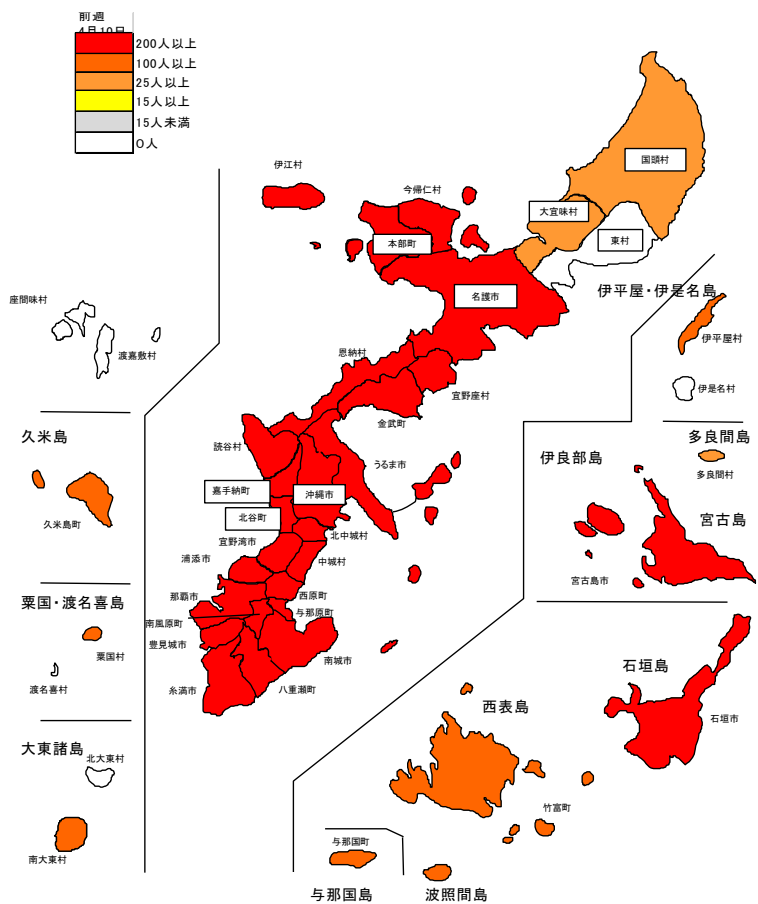 前週
4月10日
200人以上
100人以上
25人以上
15人以上
15人未満
0人
国頭村
伊江村
今帰仁村
大宜味村
東村
本部町
伊平屋・伊是名島
名護市
座間味村
伊平屋村
渡嘉敷村
恩納村
伊是名村
宜野座村
久米島
金武町
多良間島
読谷村
伊良部島
うるま市
多良間村
嘉手納町
沖縄市
北谷町
宮古島
久米島町
宜野湾市
北中城村
浦添市
中城村
宮古島市
那覇市
西原町
粟国・渡名喜島
与那原町
南風原町
豊見城市
粟国村
南城市
石垣島
渡名喜村
糸満市
八重瀬町
西表島
石垣市
大東諸島
北大東村
竹富町
与那国町
南大東村
与那国島
波照間島